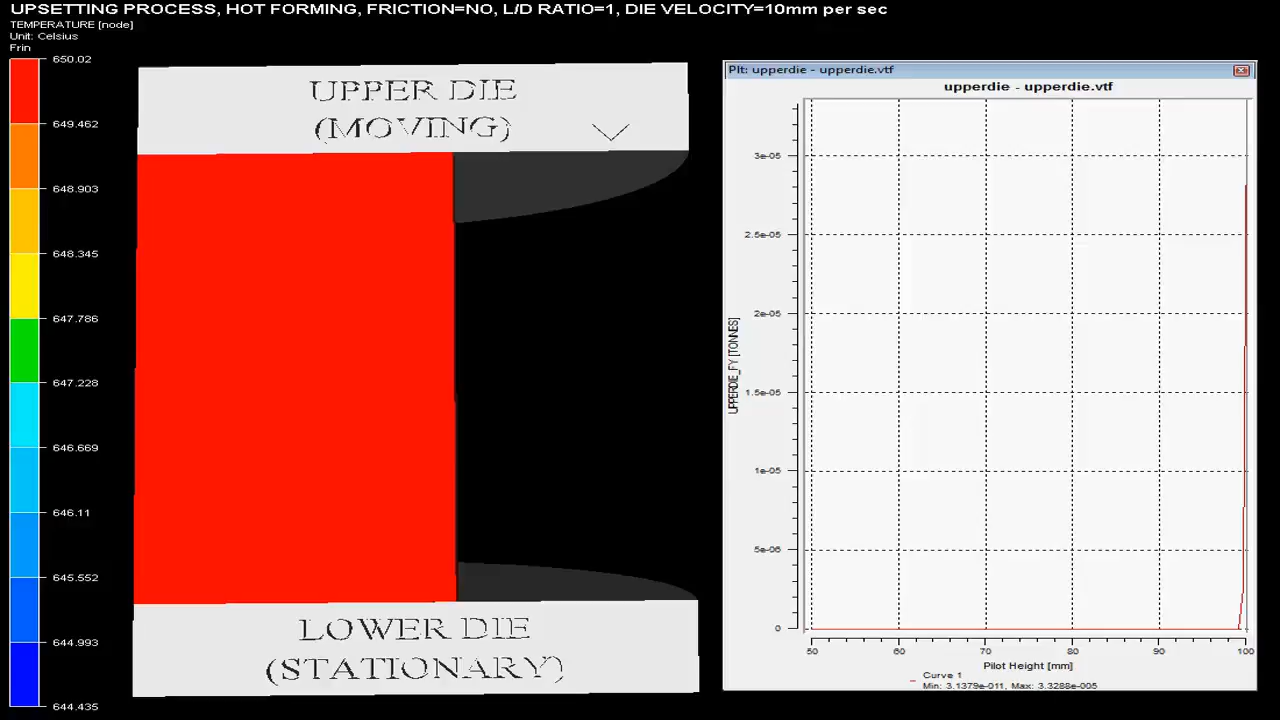 UPSETTING PROCESS, HOT FORMING, FRICTION=NO, L/D RATIO=1, DIE VELOCITY=10mm per sec
TEMPERATURE [node]
Unit: Celsius
Frin
650.02
649.462
648.903
648.345
647.786
647.228
646.669
646.11
645.552
644.993
644.435
UPPER DIE
(MOVING)
LOWER DIE
(STATIONARY)
Plt: upperdie - upperdie.vtf
upperdie - upperdie.vtf
3e-05
2.5e-05
2e-05
1.5e-05
1e-05
5e-06
0
UPPERDIE_FY [TONNES]
50 60 70 80 90 100
Pilot Height [mm]
Curve 1
Min: 3.1379e-011, Max: 3.3288e-005